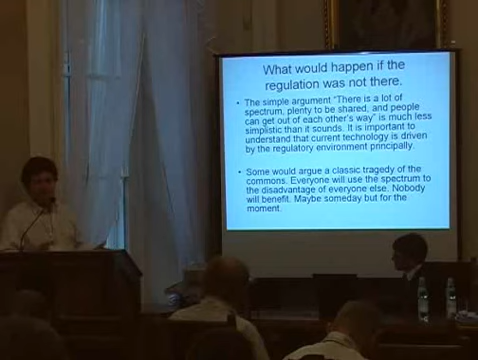 What would happen if the
regulation was not there.
• The simple argument "There is a lot of
spectrum, plenty to be shared, and people
can get out of each other's way" is much less
simplistic than it sounds. It is important to
understand that current technology is driven
by the regulatory environment principally.
• Some would argue a classic tragedy of the
commons. Everyone will use the spectrum to
the disadvantage of everyone else. Nobody
will benefit. Maybe someday but for the
moment.